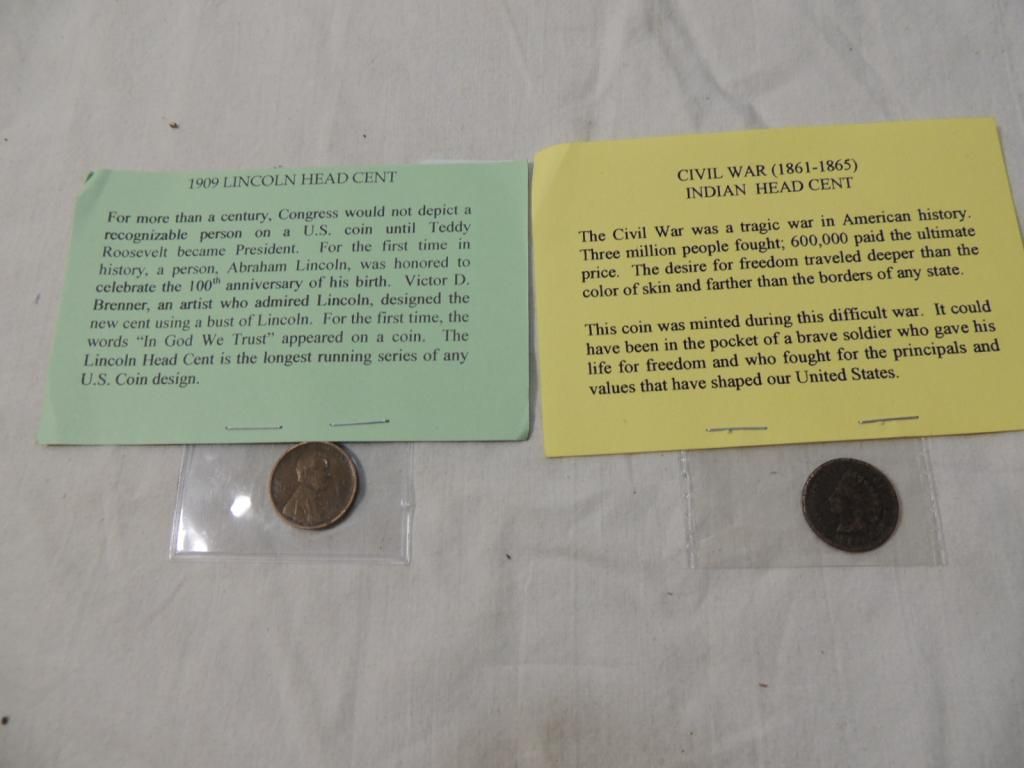 1909 LINCOLN HEAD CENT
For more than a century, Congress would not depict a
recognizable person on a U.S. coin until Teddy
Roosevelt became President. For the first time in
history, a person, Abraham Lincoln, was honored to
celebrate the 100th anniversary of his birth. Victor D.
Brenner, an artist who admired Lincoln, designed the
new cent using a bust of Lincoln. For the first time, the
words “In God We Trust” appeared on a coin. The
Lincoln Head Cent is the longest running series of any
U.S. Coin design.
CIVIL WAR (1861-1865)
INDIAN HEAD CENT
The Civil War was a tragic war in American history.
Three million people fought; 600,000 paid the ultimate
price. The desire for freedom traveled deeper than the
color of skin and farther than the borders of any state.
This coin was minted during this difficult war. It could
have been in the pocket of a brave soldier who gave his
life for freedom and who fought for the principals and
values that have shaped our United States.